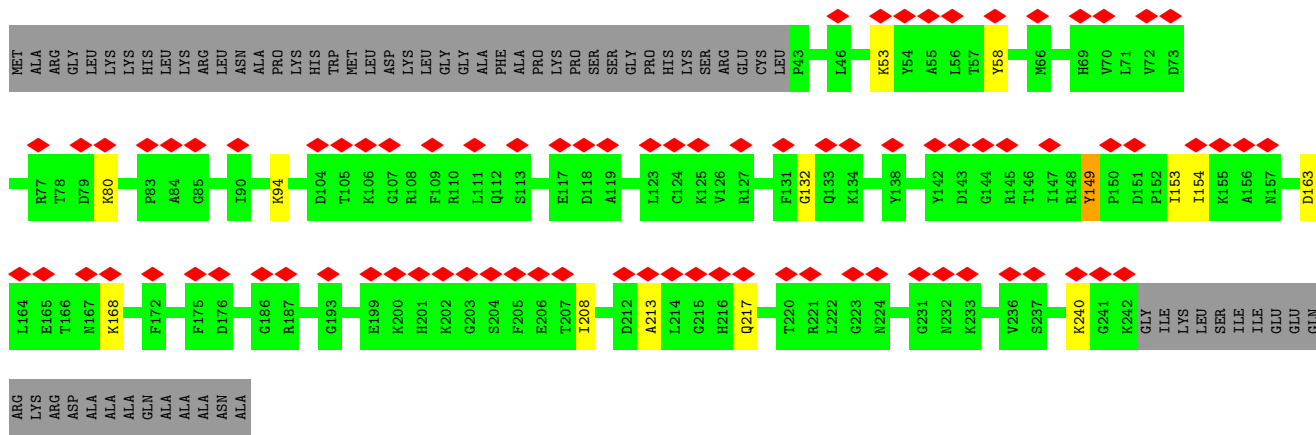 MET ALA ARG GLY LEU LYS LYS HIS LEU LYS ARG LEU ASN ALA PRO LYS HIS TRP MET LEU ASP LYS LEU GLY GLY ALA PHE ALA PRO LYS PRO SER SER GLY PRO HIS LYS SER ARG GLU CYS LEU P43 L46 K53 Y54 A55 L56 T57 Y58 M66 H69 V70 L71 V72 D73
R77 T78 D79 K80 P83 A84 G85 I90 K94 D104 T105 K106 G107 R108 F109 R110 L111 Q112 S113 E117 D118 A119 L123 C124 K125 V126 R127 F131 G132 Q133 K134 Y138 Y142 D143 G144 R145 T146 I147 R148 Y149 P150 D151 P152 I153 I154 K155 A156 N157 D163
L164 E165 T166 N167 K168 F172 F175 D176 G186 R187 G193 E199 K200 H201 K202 G203 S204 F205 E206 T207 I208 D212 A213 L214 G215 H216 Q217 T220 R221 L222 G223 N224 G231 N232 K233 V236 S237 K240 G241 K242 GLY ILE LYS LEU SER ILE ILE GLU GLU GLN
ARG LYS ARG ASP ALA ALA ALA GLN ALA ALA ALA ASN ALA